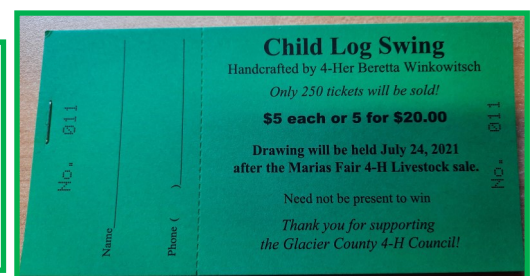 No. 011
Name
Phone (      )
Child Log Swing
Handcrafted by 4-Her Beretta Winkowitsch
Only 250 tickets will be sold!
$5 each or 5 for $20.00
Drawing will be held July 24, 2021
after the Marias Fair 4-H Livestock sale.
Need not be present to win
Thank you for supporting
the Glacier County 4-H Council!
No. 011